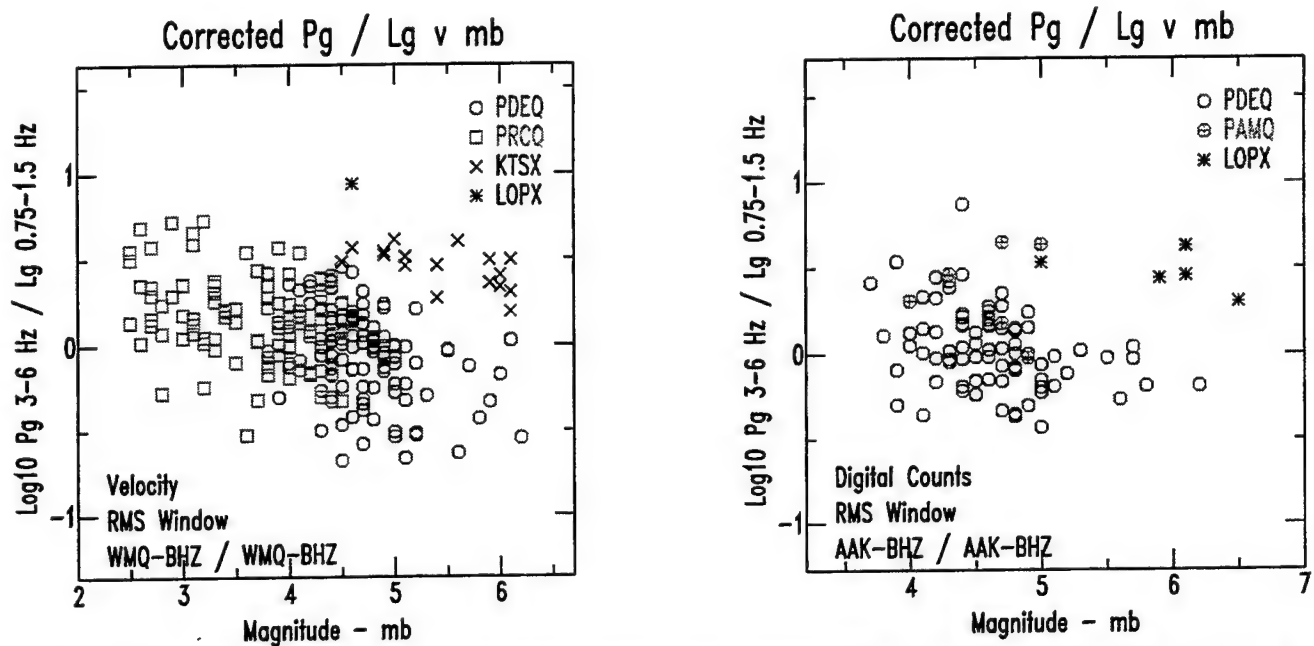 Corrected Pg / Lg v mb
Log10 Pg 3-6 Hz / Lg 0.75-1.5 Hz
1
0
-1
PDEQ
PRCQ
KTSX
LOPX
Velocity
RMS Window
WMQ-BHZ / WMQ-BHZ
2 3 4 5 6
Magnitude - mb
Corrected Pg / Lg v mb
Log10 Pg 3-6 Hz / Lg 0.75-1.5 Hz
1
0
-1
PDEQ
PAMQ
LOPX
Digital Counts
RMS Window
AAK-BHZ / AAK-BHZ
4 5 6 7
Magnitude - mb